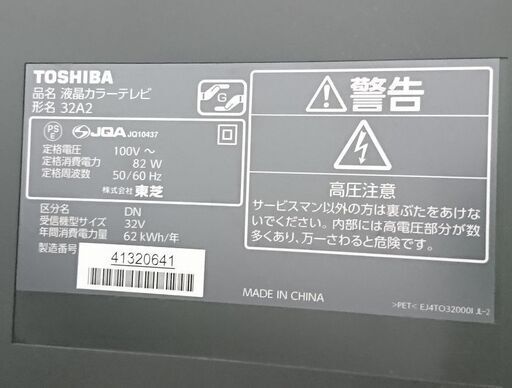 TOSHIBA
品名 液晶カラーテレビ
形名 32A2
G
PS
E
JQA JQ10437
定格電圧 100V～
定格消費電力 82 W
定格周波数 50/60 Hz
株式会社 東芝
区分名 DN
受信機型サイズ 32V
年間消費電力量 62 kWh/年
製造番号
41320641
警告
高圧注意
サービスマン以外の方は裏ぶたをあけな
いでください。内部には高電圧部分が数
多くあり、万一さわると危険です。
MADE IN CHINA
>PET< EJ4TO32000I JL-2